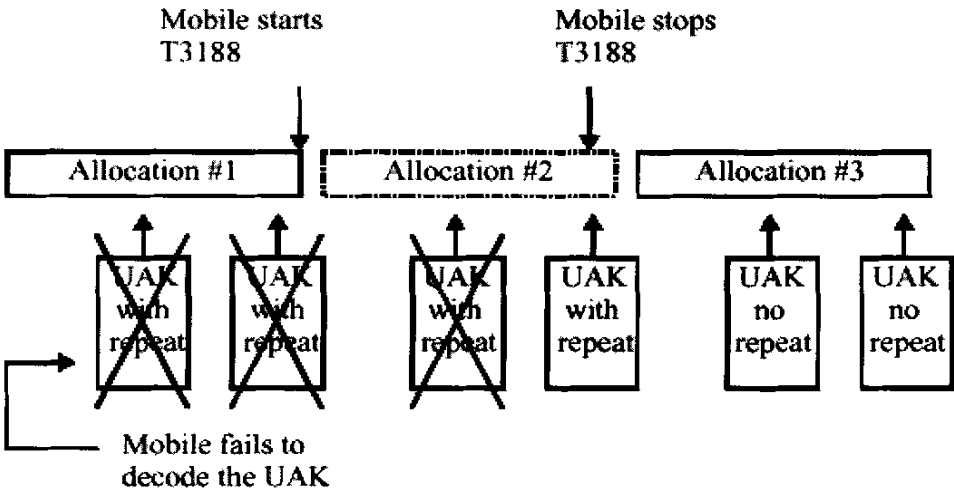 Mobile starts
T3188
Mobile stops
T3188
Allocation #1
Allocation #2
Allocation #3
UAK
with
repeat
UAK
with
repeat
UAK
with
repeat
UAK
with
repeat
UAK
no
repeat
UAK
no
repeat
Mobile fails to
decode the UAK